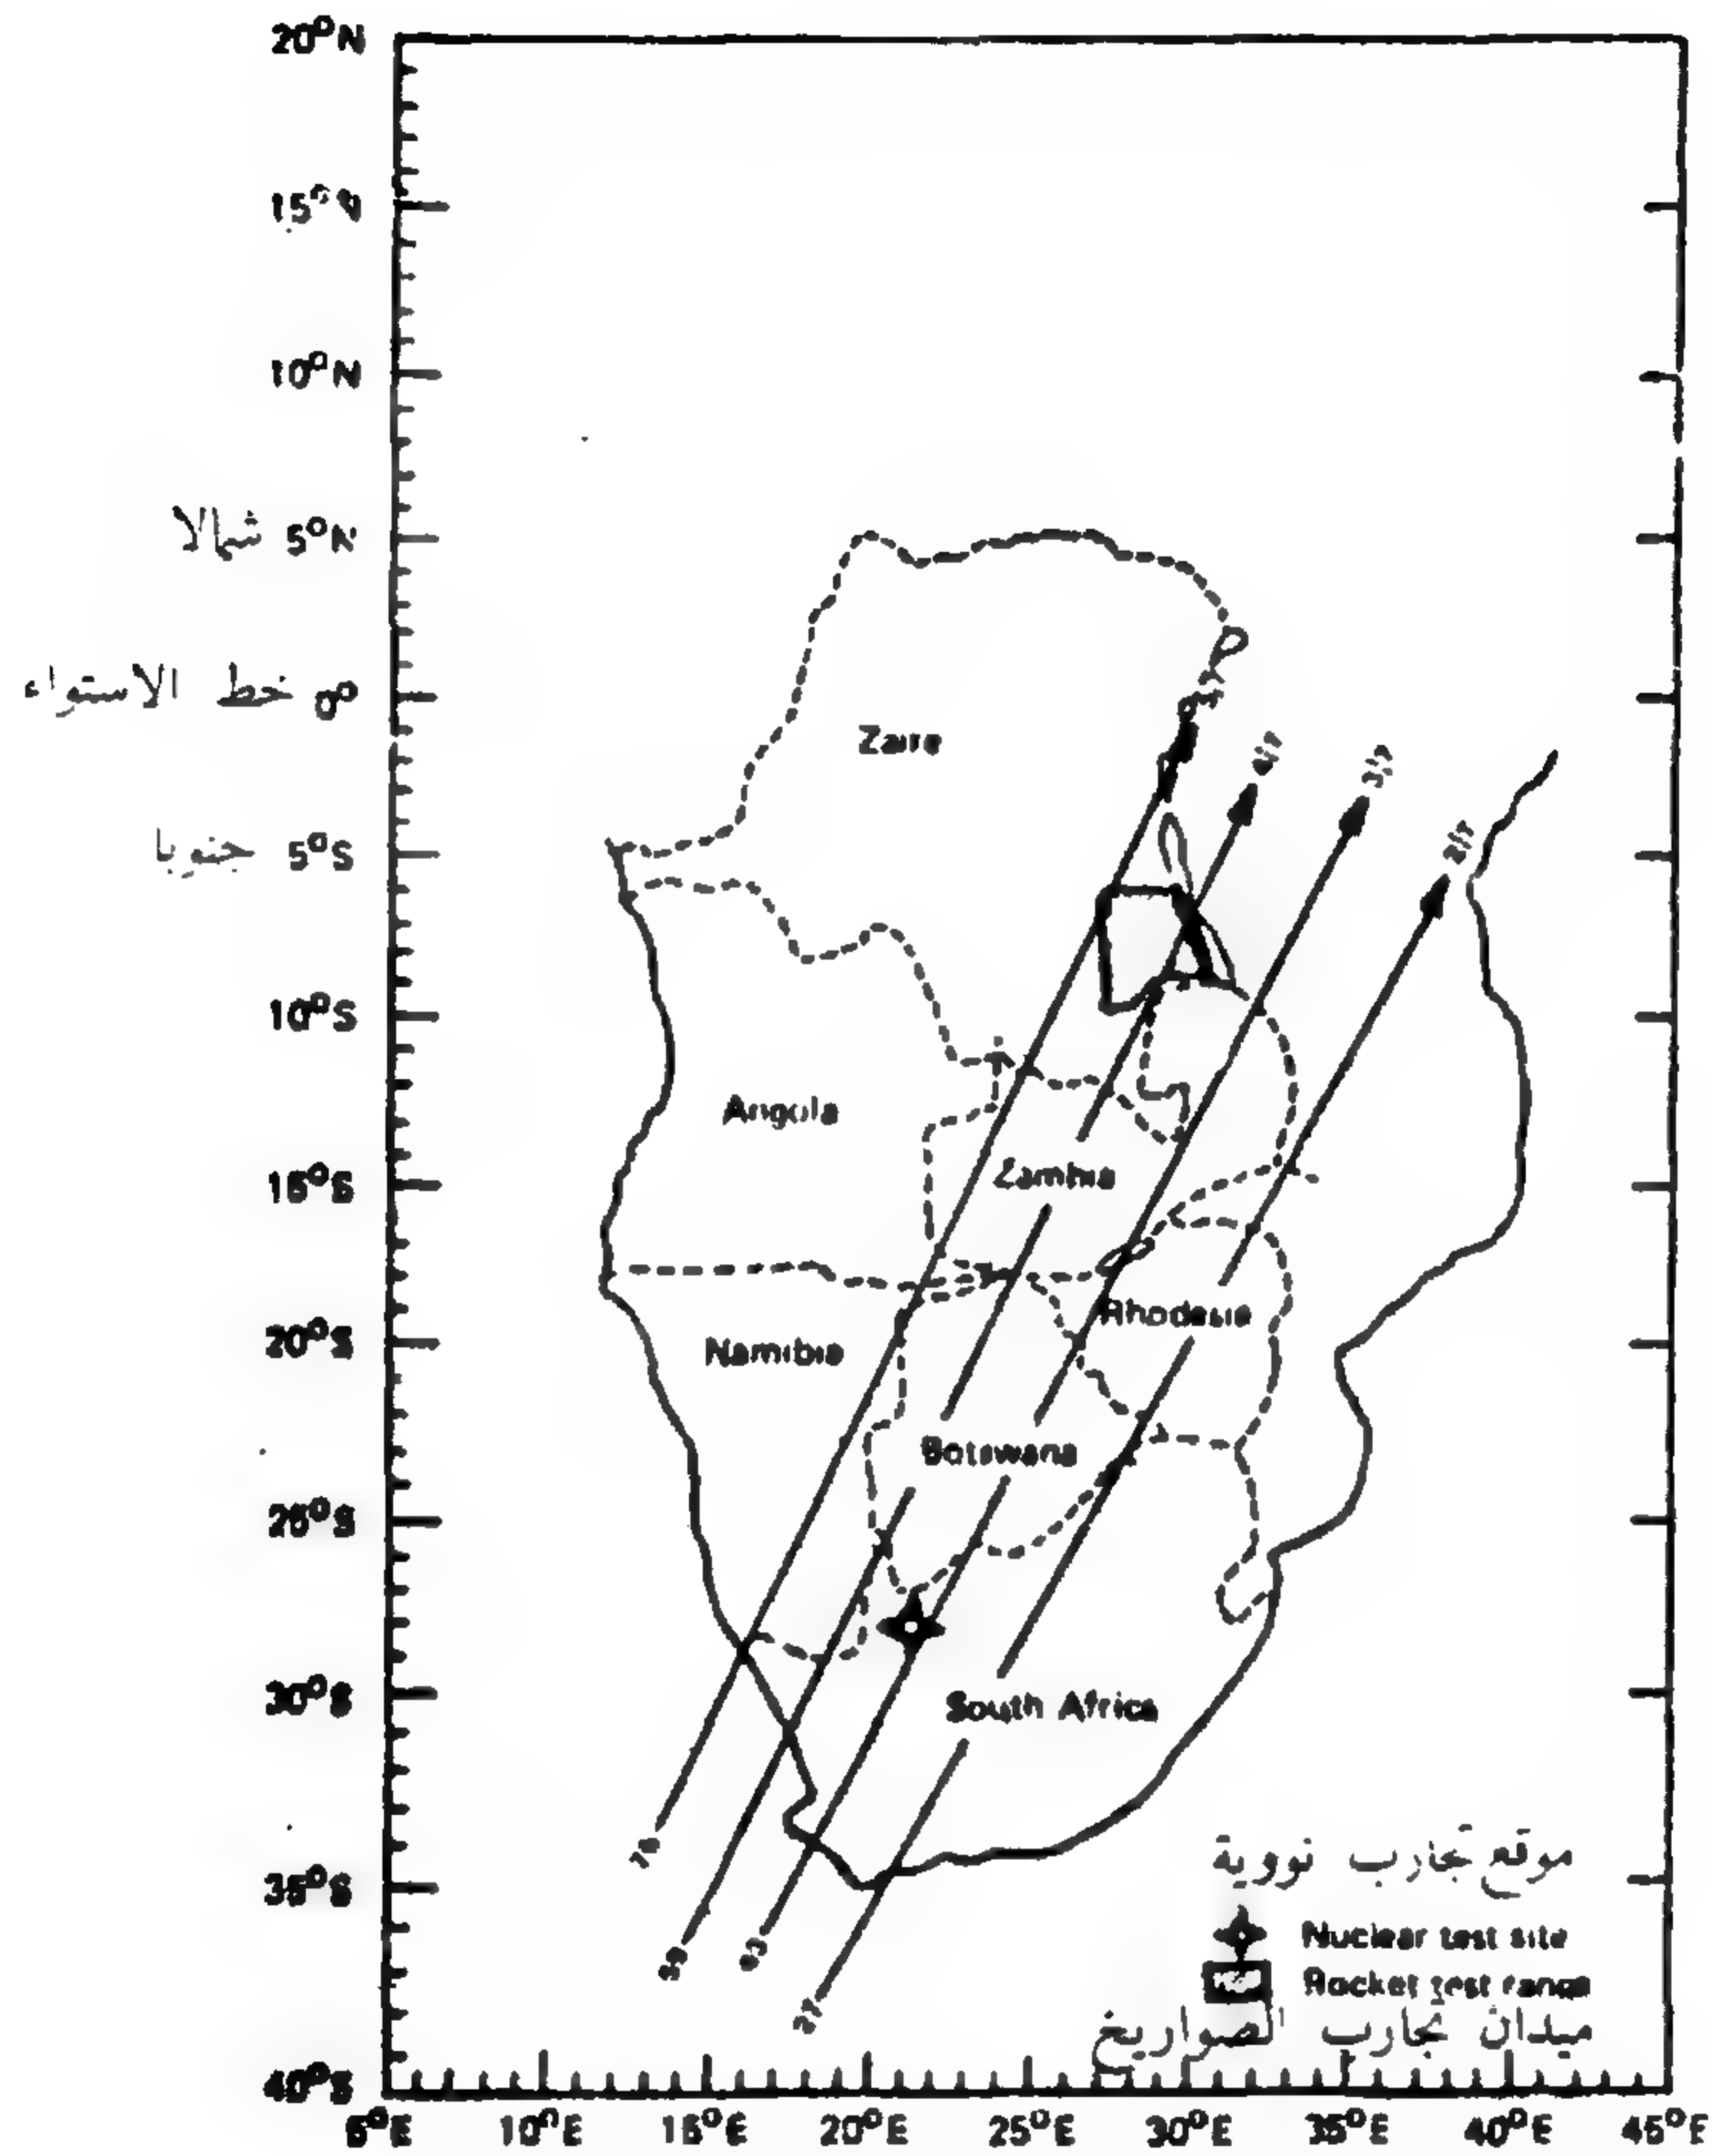 20°N
15°N
10°N
شمالا 5°N
خط الاستواء 0°
جنوبا 5°S
10°S
15°S
20°S
25°S
30°S
35°S
40°S
5°E 10°E 15°E 20°E 25°E 30°E 35°E 40°E 45°E
Zaire
Angola
Zambia
Rhodesia
Namibia
Botswana
South Africa
موقع تجارب نووية
Nuclear test site
Rocket test range
ميدان تجارب الصواريخ